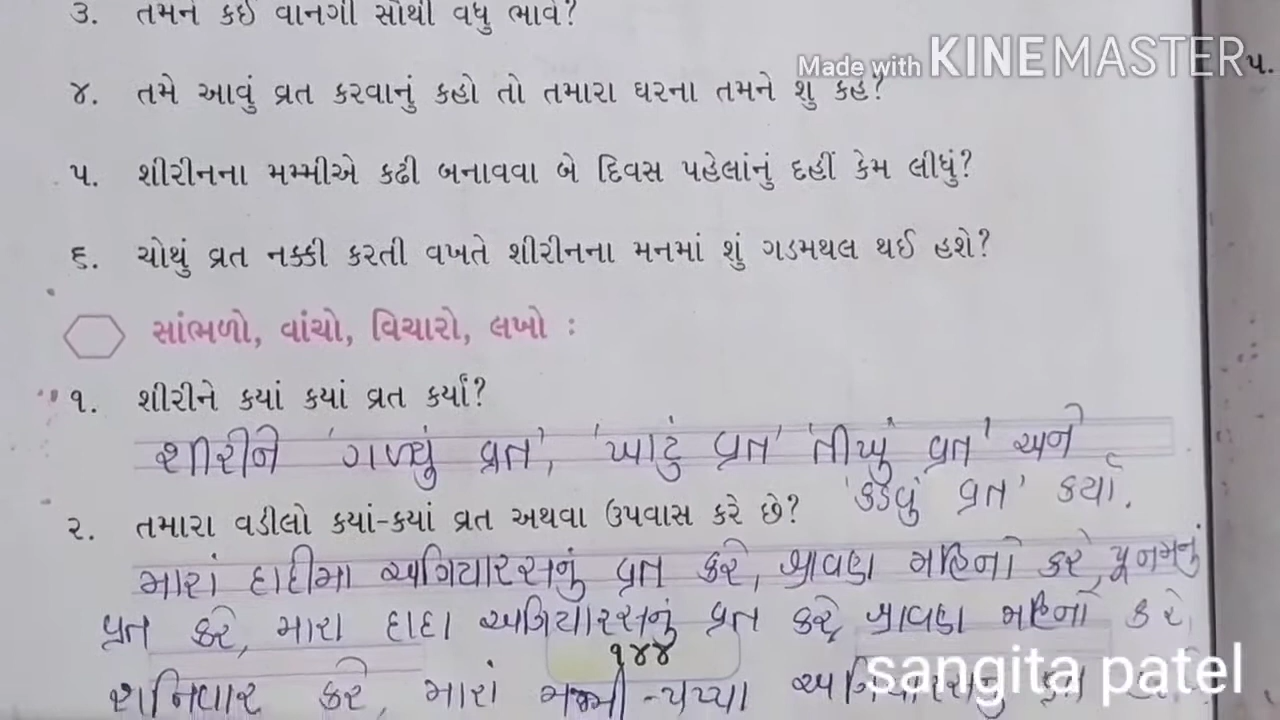 ૩. તમને કઈ વાનગી સૌથી વધુ ભાવે?
Made with KINEMASTER
૫.
૪. તમે આવું વ્રત કરવાનું કહો તો તમારા ઘરના તમને શું કહે?
૫. શીરીનના મમ્મીએ કઢી બનાવવા બે દિવસ પહેલાંનું દહીં કેમ લીધું?
૬. ચોથું વ્રત નક્કી કરતી વખતે શીરીનના મનમાં શું ગડમથલ થઈ હશે?
સાંભળો, વાંચો, વિચારો, લખો :
૧. શીરીને કયાં કયાં વ્રત કર્યાં?
શીરીને 'ગળ્યું વ્રત', 'ખાટું વ્રત' 'તીખું વ્રત' અને
'કડવું વ્રત' કર્યા.
૨. તમારા વડીલો કયાં-કયાં વ્રત અથવા ઉપવાસ કરે છે?
મારાં દાદીમા અગિયારસનું વ્રત કરે, શ્રાવણ મહિનો કરે, પૂનમનું
વ્રત કરે, મારા દાદા અગિયારસનું વ્રત કરે, શ્રાવણ મહિનો કરે,
૧૪૪
શનિવાર કરે, મારાં મમ્મી-પપ્પા અગિયારસનું
sangita patel